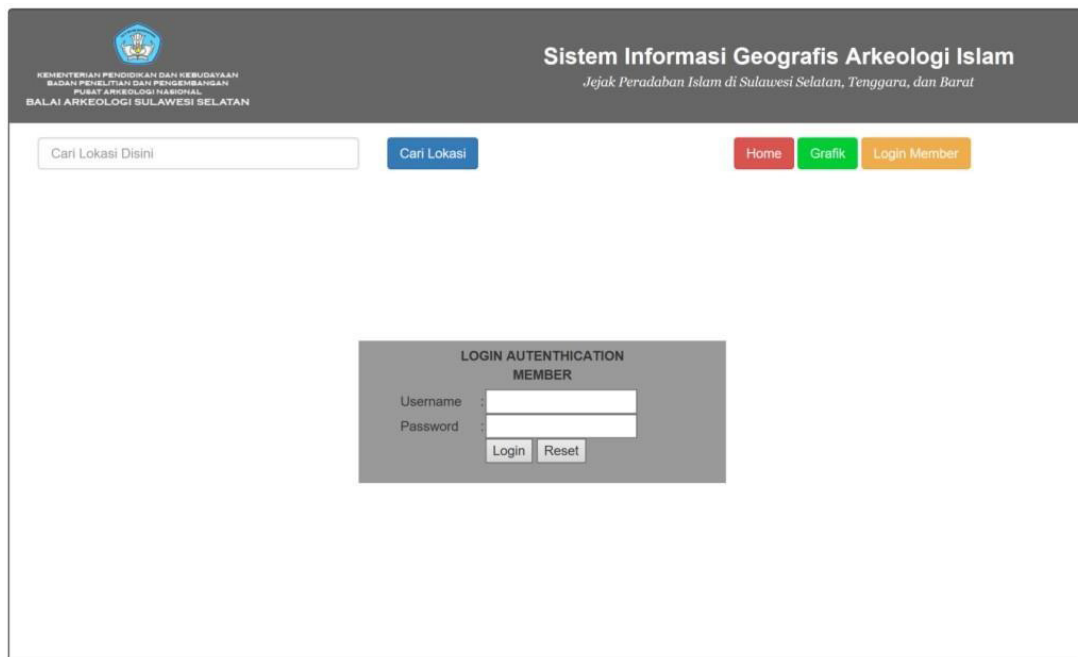 KEMENTERIAN PENDIDIKAN DAN KEBUDAYAAN
BADAN PENELITIAN DAN PENGEMBANGAN
PUSAT ARKEOLOGI NASIONAL
BALAI ARKEOLOGI SULAWESI SELATAN
Sistem Informasi Geografis Arkeologi Islam
Jejak Peradaban Islam di Sulawesi Selatan, Tenggara, dan Barat
Cari Lokasi Disini
Cari Lokasi
Home
Grafik
Login Member
LOGIN AUTENTHICATION
MEMBER
Username :
Password :
Login Reset